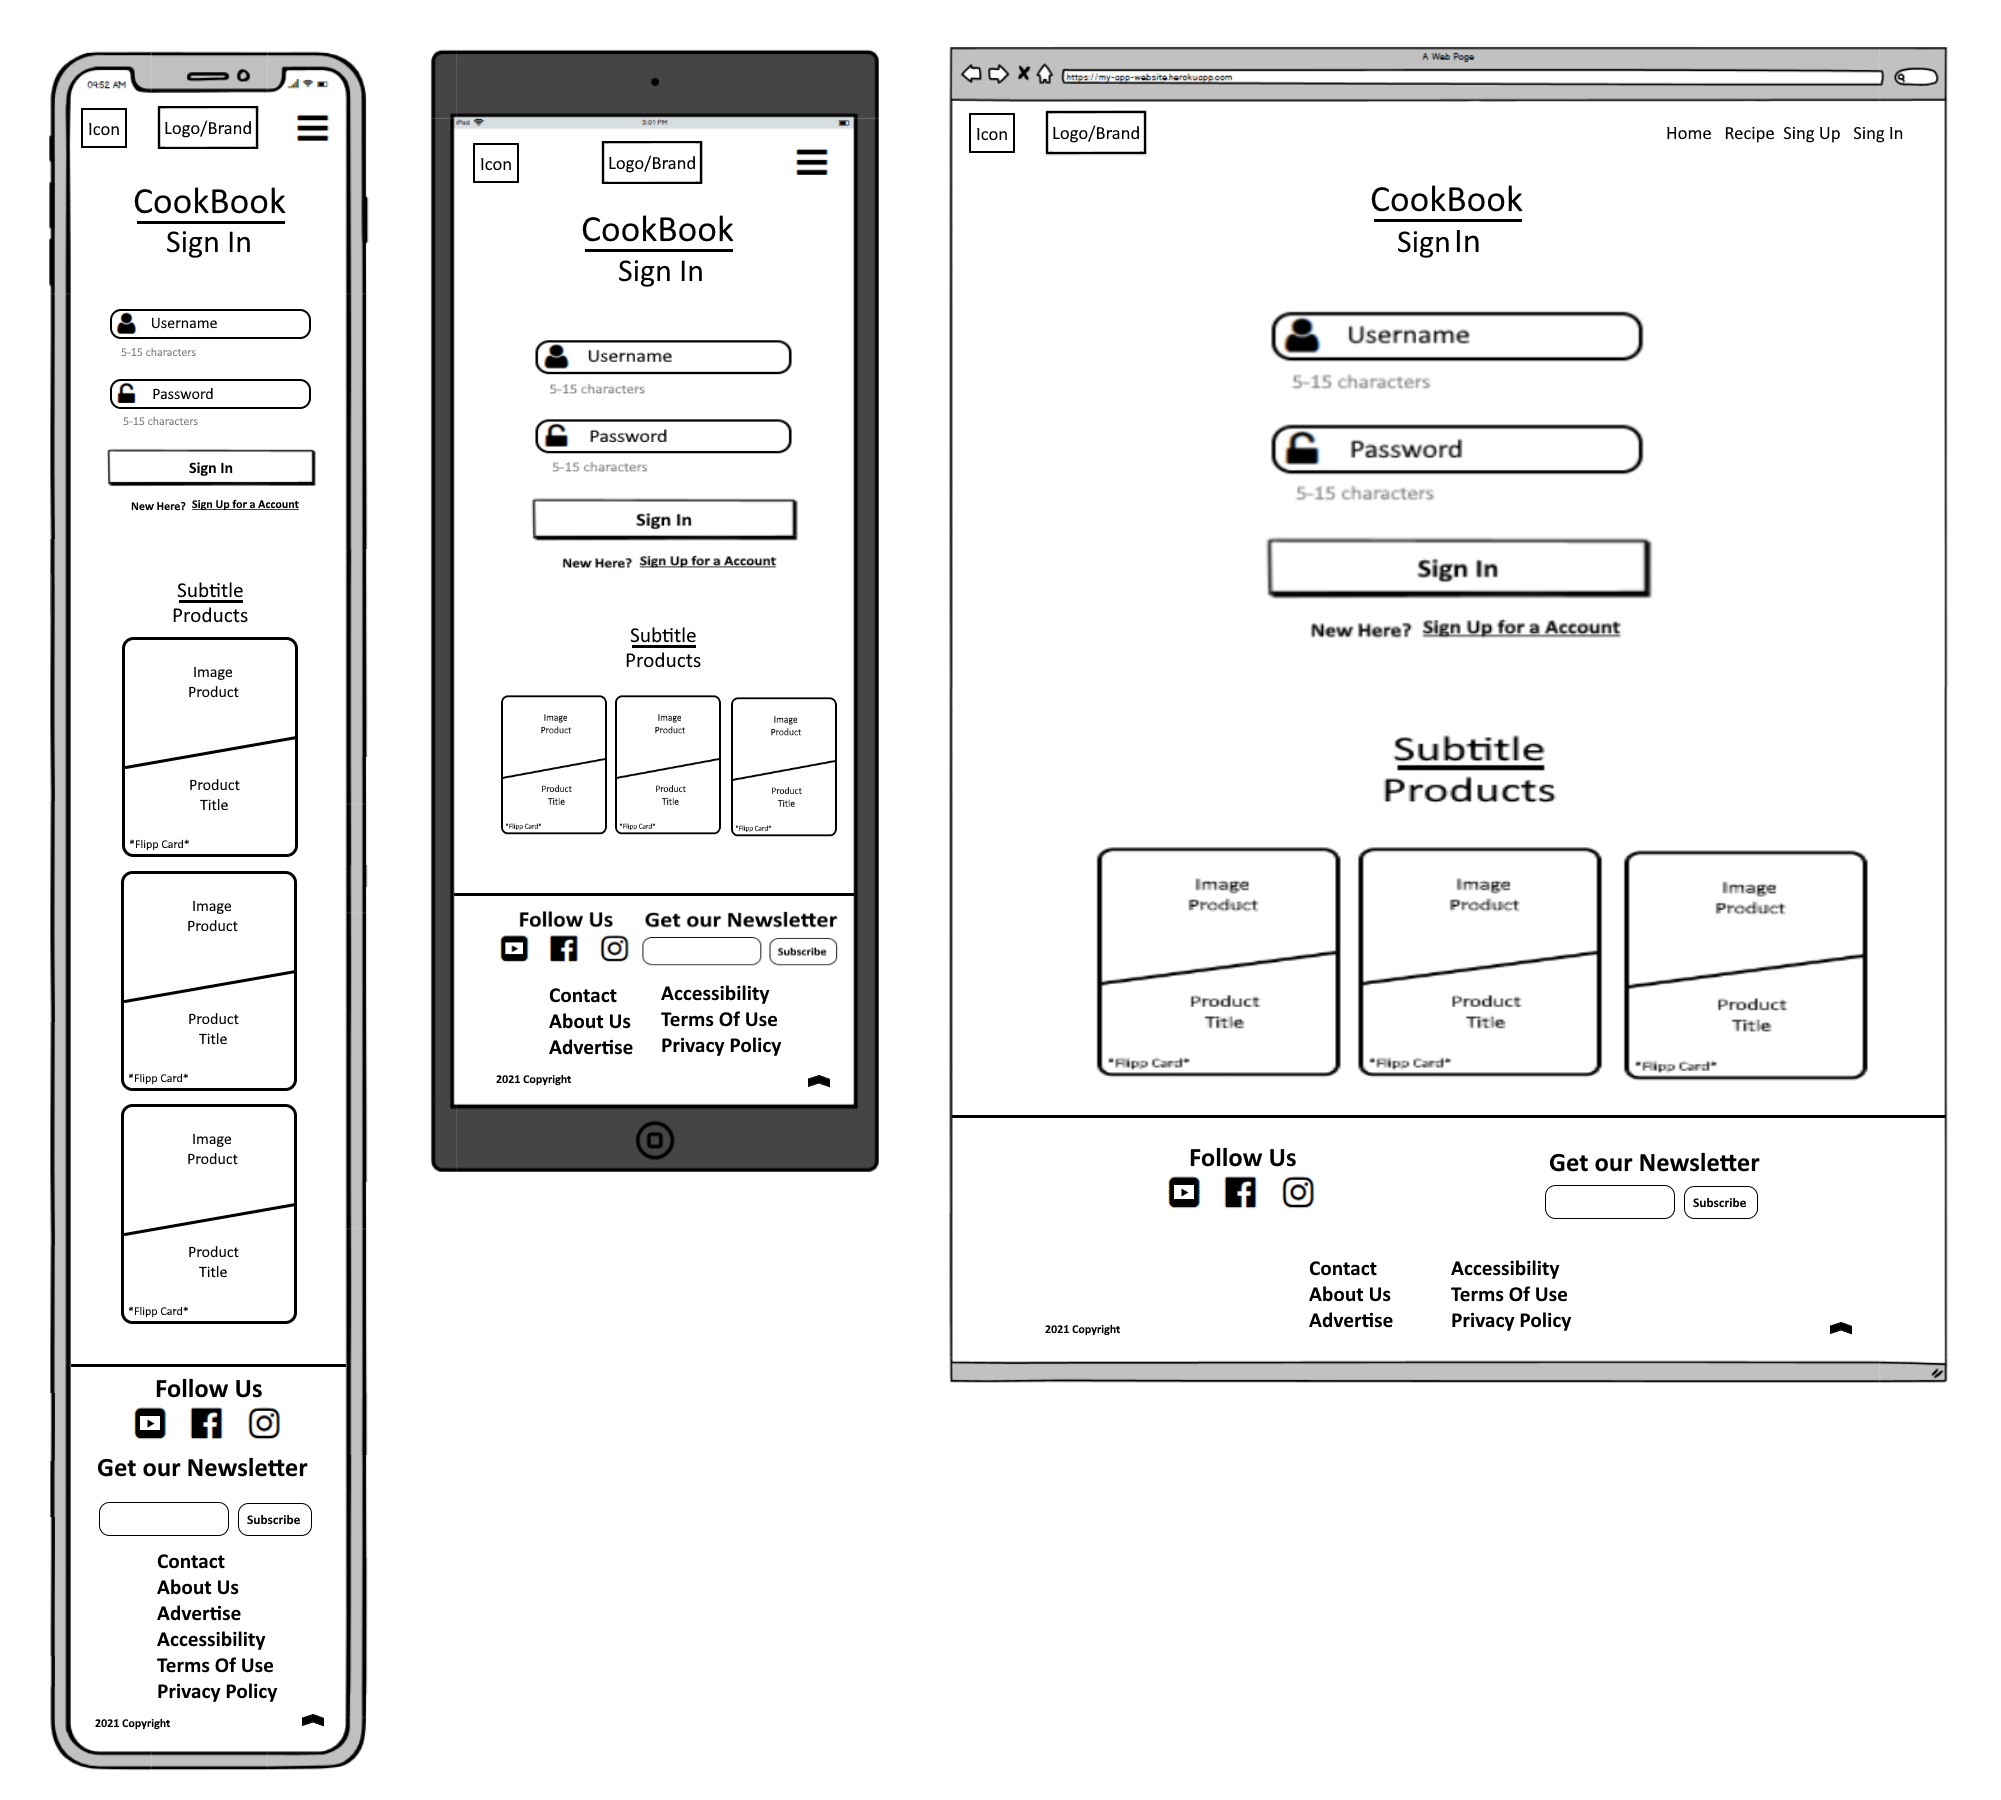 09:52 AM
Icon
Logo/Brand
CookBook
Sign In
Username
5-15 characters
Password
5-15 characters
Sign In
New Here? Sign Up for a Account
Subtitle
Products
Image
Product
Product
Title
*Flipp Card*
Image
Product
Product
Title
*Flipp Card*
Image
Product
Product
Title
*Flipp Card*
Follow Us
Get our Newsletter
Subscribe
Contact
About Us
Advertise
Accessibility
Terms Of Use
Privacy Policy
2021 Copyright
iPad 3:01 PM
Icon
Logo/Brand
CookBook
Sign In
Username
5-15 characters
Password
5-15 characters
Sign In
New Here? Sign Up for a Account
Subtitle
Products
Image
Product
Product
Title
*Flipp Card*
Image
Product
Product
Title
*Flipp Card*
Image
Product
Product
Title
*Flipp Card*
Follow Us
Get our Newsletter
Subscribe
Contact
About Us
Advertise
Accessibility
Terms Of Use
Privacy Policy
2021 Copyright
A Web Page
https://my-app-website.herokuapp.com
Icon
Logo/Brand
Home Recipe Sing Up Sing In
CookBook
Sign In
Username
5-15 characters
Password
5-15 characters
Sign In
New Here? Sign Up for a Account
Subtitle
Products
Image
Product
Product
Title
*Flipp Card*
Image
Product
Product
Title
*Flipp Card*
Image
Product
Product
Title
*Flipp Card*
Follow Us
Get our Newsletter
Subscribe
Contact
About Us
Advertise
Accessibility
Terms Of Use
Privacy Policy
2021 Copyright